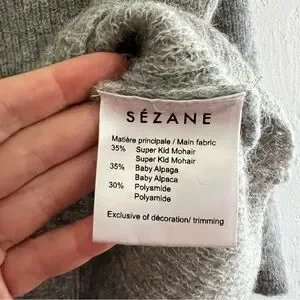 SÉZANE
Matière principale / Main fabric
35% Super Kid Mohair
Super Kid Mohair
35% Baby Alpaga
Baby Alpaca
30% Polyamide
Polyamide
Exclusive of décoration/ trimming